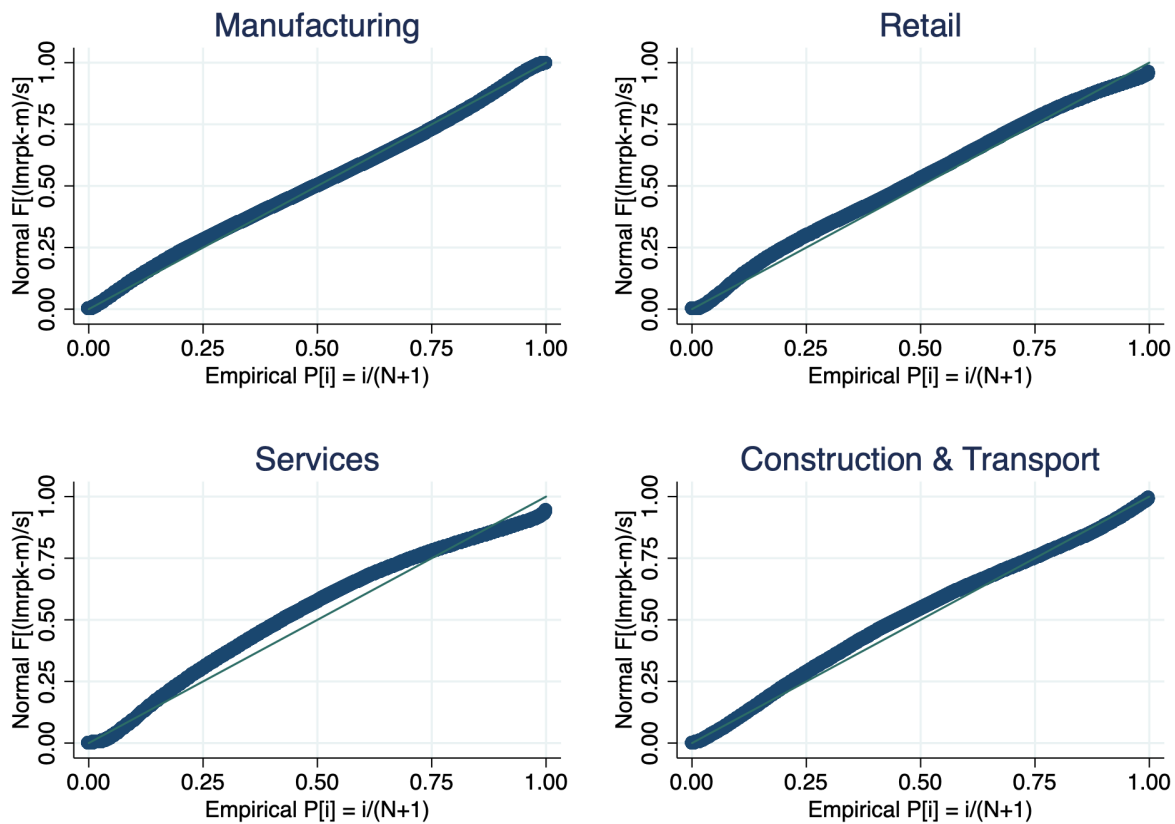 Manufacturing
Normal F[(lmrpk-m)/s]
1.00
0.75
0.50
0.25
0.00
0.00 0.25 0.50 0.75 1.00
Empirical P[i] = i/(N+1)
Retail
Normal F[(lmrpk-m)/s]
1.00
0.75
0.50
0.25
0.00
0.00 0.25 0.50 0.75 1.00
Empirical P[i] = i/(N+1)
Services
Normal F[(lmrpk-m)/s]
1.00
0.75
0.50
0.25
0.00
0.00 0.25 0.50 0.75 1.00
Empirical P[i] = i/(N+1)
Construction & Transport
Normal F[(lmrpk-m)/s]
1.00
0.75
0.50
0.25
0.00
0.00 0.25 0.50 0.75 1.00
Empirical P[i] = i/(N+1)